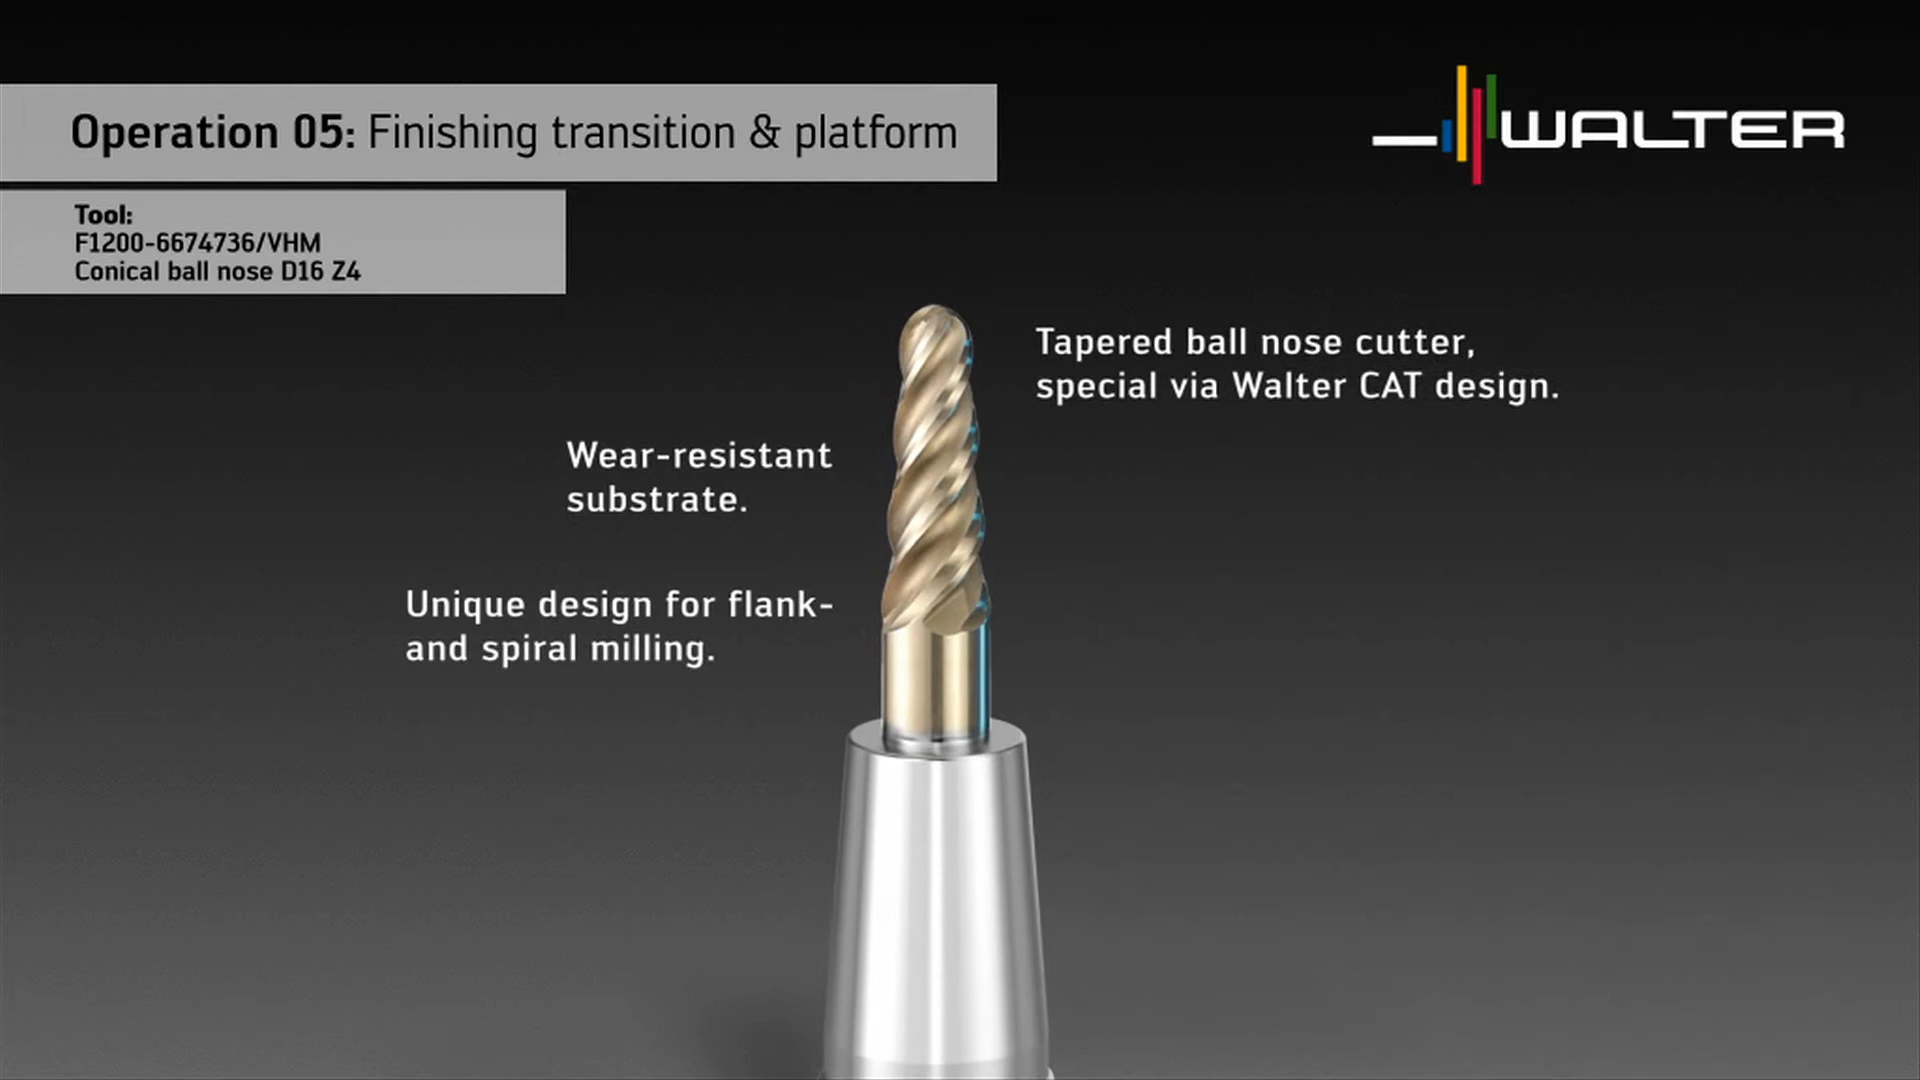 Operation 05: Finishing transition & platform
WALTER
Tool:
F1200-6674736/VHM
Conical ball nose D16 Z4
Tapered ball nose cutter,
special via Walter CAT design.
Wear-resistant
substrate.
Unique design for flank-
and spiral milling.